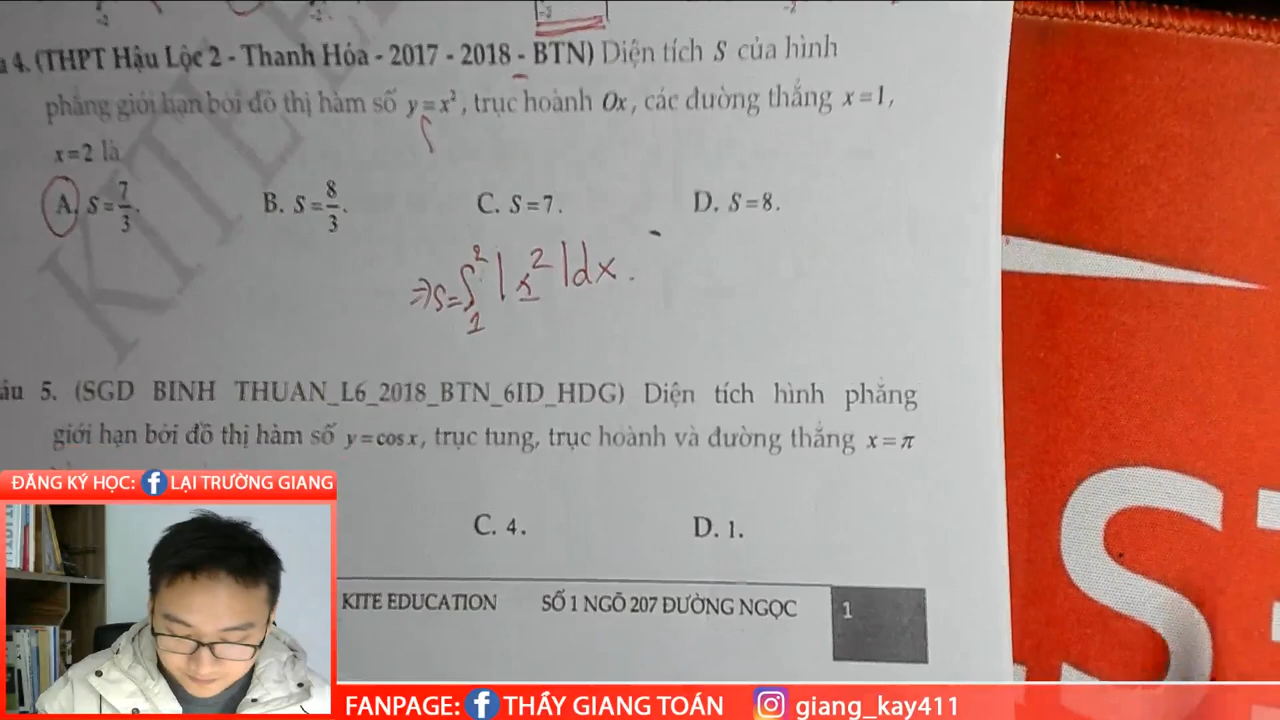 4. (THPT Hậu Lộc 2 - Thanh Hóa - 2017 - 2018 - BTN) Diện tích S của hình
phẳng giới hạn bởi đồ thị hàm số y=x², trục hoành Ox, các đường thẳng x=1,
x=2 là
A. S=7/3. B. S=8/3. C. S=7. D. S=8.
⇒S=∫₁² |x²|dx.
5. (SGD BINH THUAN_L6_2018_BTN_6ID_HDG) Diện tích hình phẳng
giới hạn bởi đồ thị hàm số y=cosx, trục tung, trục hoành và đường thẳng x=π
C. 4. D. 1.
KITE EDUCATION SỐ 1 NGÕ 207 ĐƯỜNG NGỌC 1
ĐĂNG KÝ HỌC: f LẠI TRƯỜNG GIANG
FANPAGE: f THẦY GIANG TOÁN giang_kay411